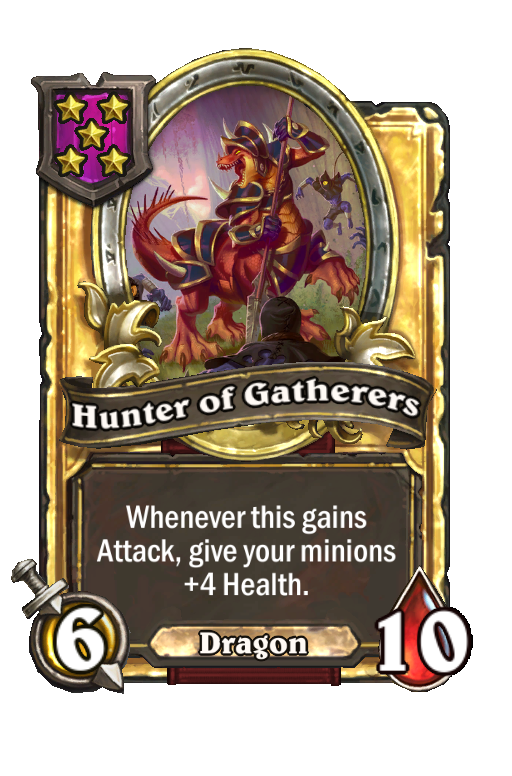 Hunter of Gatherers
Whenever this gains
Attack, give your minions
+4 Health.
6
Dragon
10